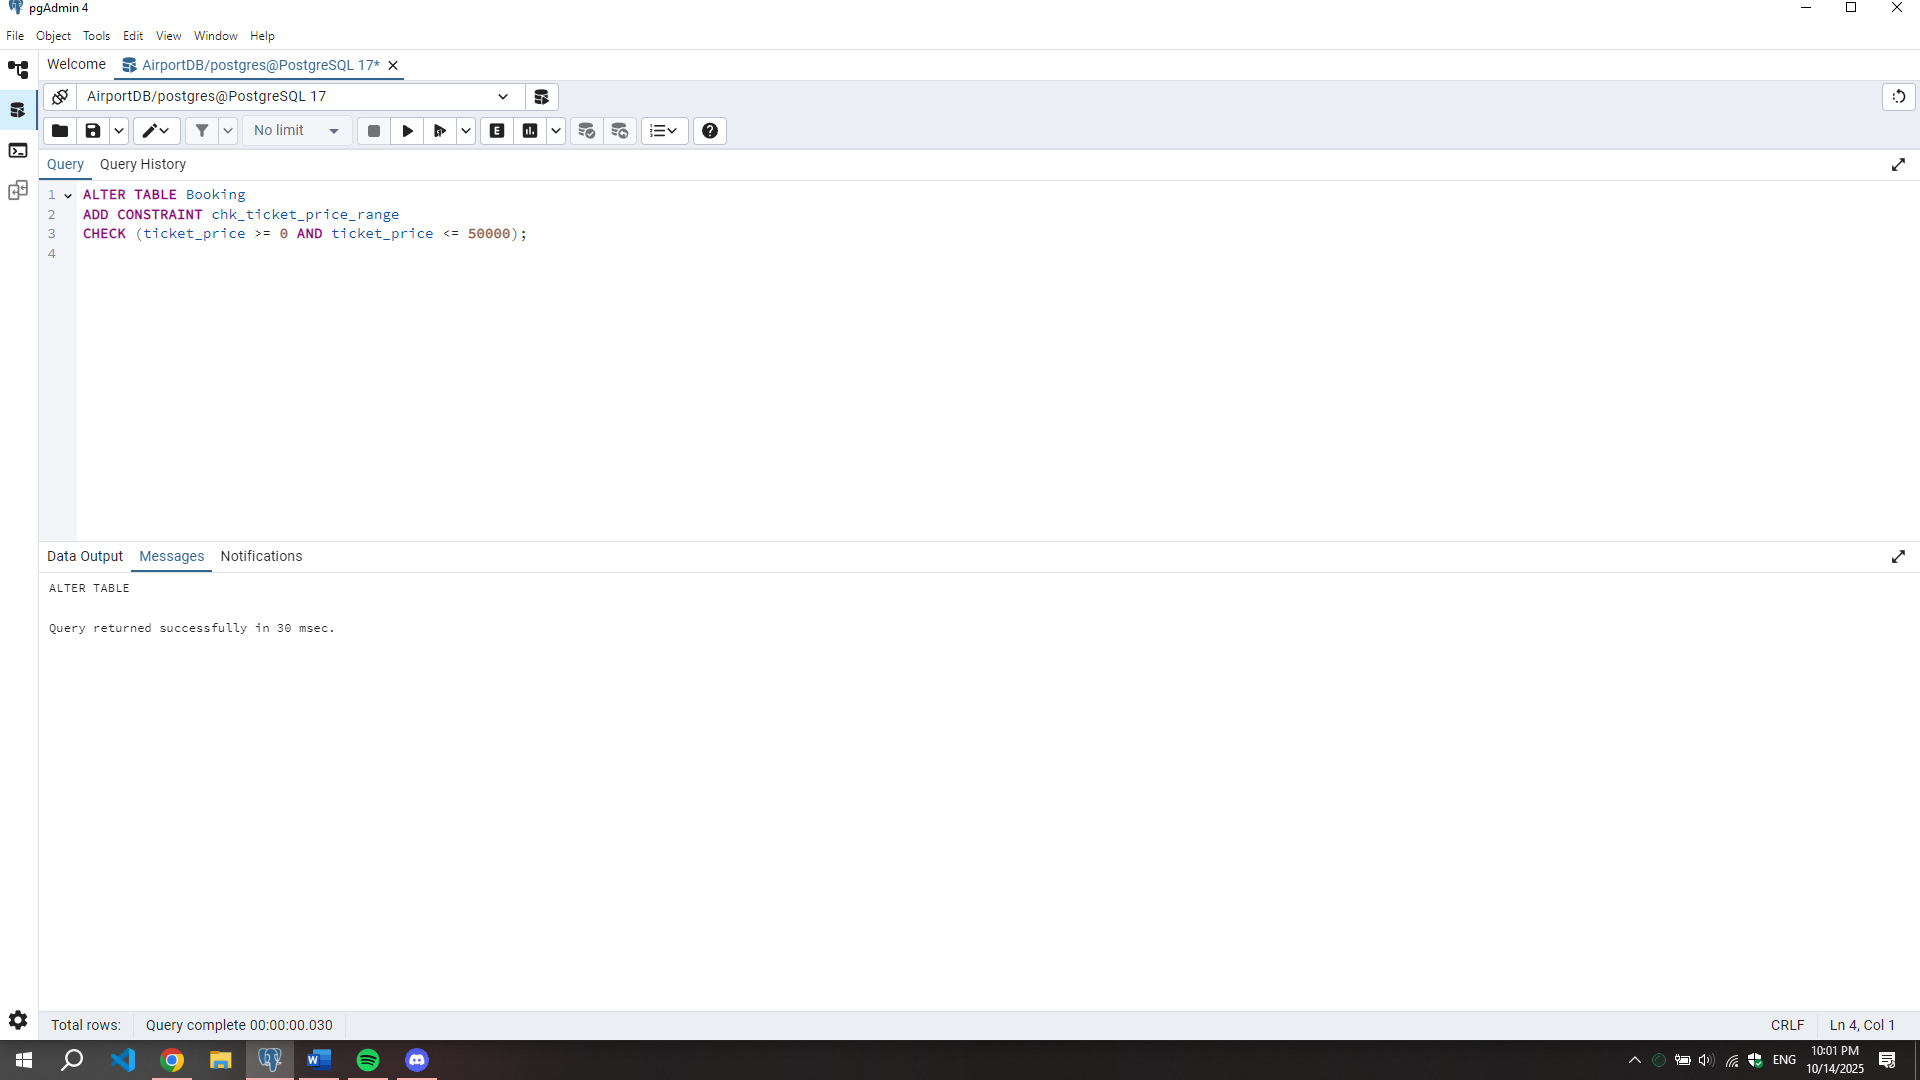 pgAdmin 4
File Object Tools Edit View Window Help
Welcome AirportDB/postgres@PostgreSQL 17*
AirportDB/postgres@PostgreSQL 17
No limit
Query Query History
1 ALTER TABLE Booking
2 ADD CONSTRAINT chk_ticket_price_range
3 CHECK (ticket_price >= 0 AND ticket_price <= 50000);
4
Data Output Messages Notifications
ALTER TABLE
Query returned successfully in 30 msec.
Total rows: Query complete 00:00:00.030 CRLF Ln 4, Col 1
ENG 10:01 PM
10/14/2025